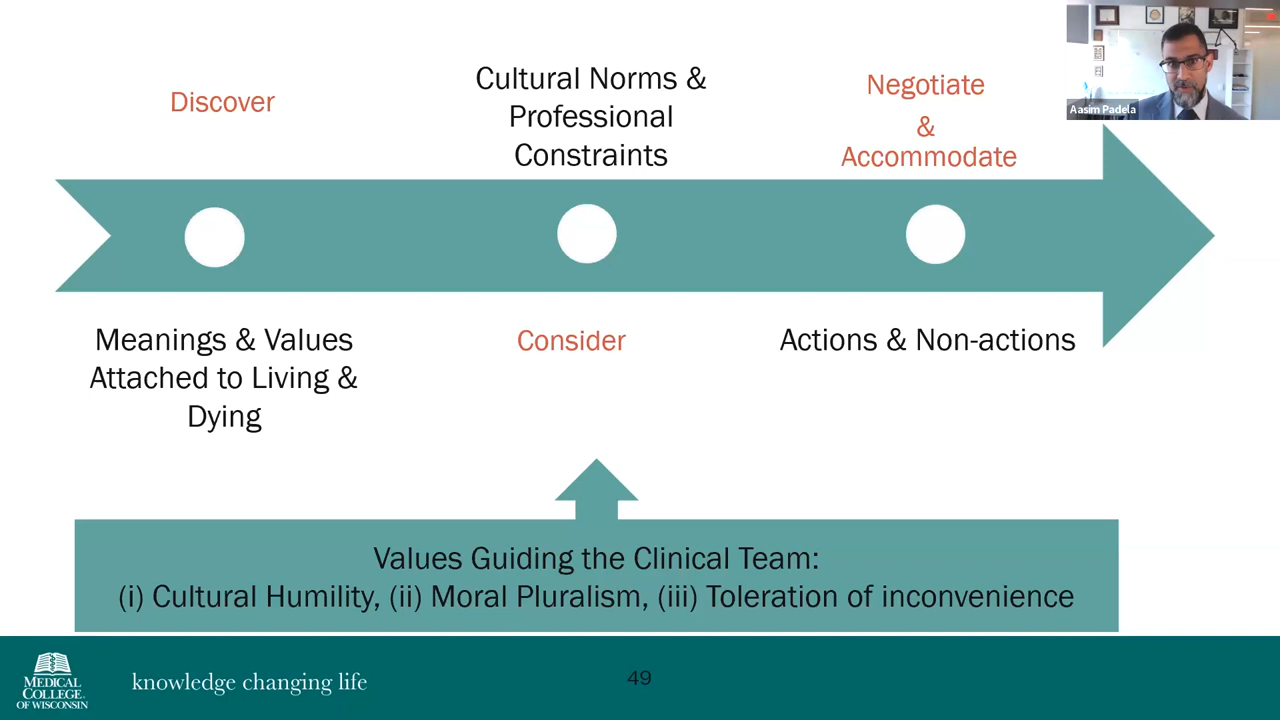 Discover
Meanings & Values
Attached to Living &
Dying
Cultural Norms &
Professional
Constraints
Consider
Negotiate
&
Accommodate
Actions & Non-actions
Aasim Padela
Values Guiding the Clinical Team:
(i) Cultural Humility, (ii) Moral Pluralism, (iii) Toleration of inconvenience
MEDICAL
COLLEGE
OF WISCONSIN
knowledge changing life
49